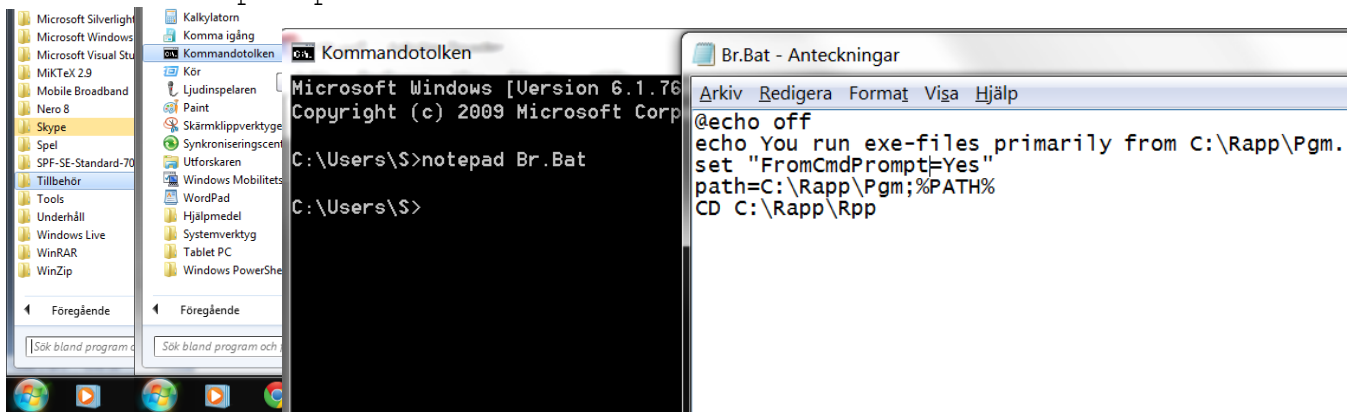 Microsoft Silverligh
Microsoft Windows
Microsoft Visual Stu
MiKTeX 2.9
Mobile Broadband
Nero 8
Skype
Spel
SPF-SE-Standard-70
Tillbehör
Tools
Underhåll
Windows Live
WinRAR
WinZip
Föregående
Sök bland program o
Kalkylatorn
Komma igång
Kommandotolken
Kör
Ljudinspelaren
Paint
Skärmklippverktyge
Synkroniseringscen
Utforskaren
Windows Mobilitets
WordPad
Hjälpmedel
Systemverktyg
Tablet PC
Windows PowerShe
Föregående
Sök bland program och
Kommandotolken
Microsoft Windows [Version 6.1.76
Copyright (c) 2009 Microsoft Corp
C:\Users\S>notepad Br.Bat
C:\Users\S>
Br.Bat - Anteckningar
Arkiv Redigera Format Visa Hjälp
@echo off
echo You run exe-files primarily from C:\Rapp\Pgm.
set "FromCmdPrompt=Yes"
path=C:\Rapp\Pgm;%PATH%
CD C:\Rapp\Rpp